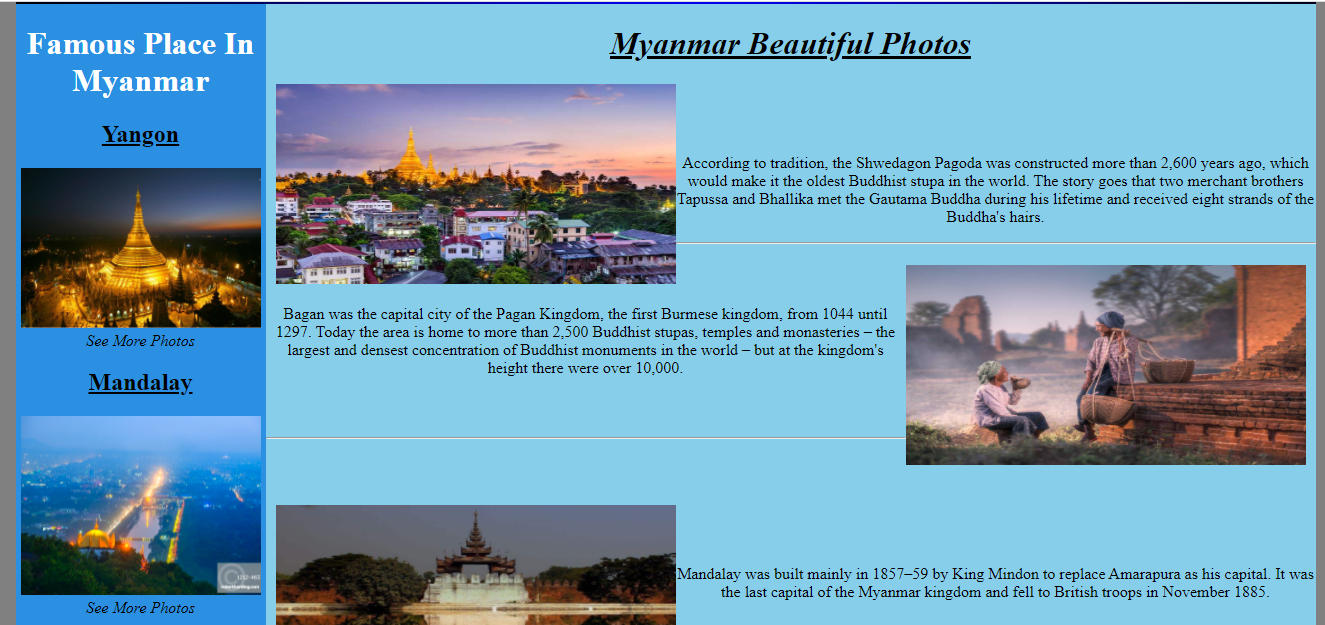 Famous Place In
Myanmar
Yangon
See More Photos
Mandalay
See More Photos
Myanmar Beautiful Photos
According to tradition, the Shwedagon Pagoda was constructed more than 2,600 years ago, which
would make it the oldest Buddhist stupa in the world. The story goes that two merchant brothers
Tapussa and Bhallika met the Gautama Buddha during his lifetime and received eight strands of the
Buddha's hairs.
Bagan was the capital city of the Pagan Kingdom, the first Burmese kingdom, from 1044 until
1297. Today the area is home to more than 2,500 Buddhist stupas, temples and monasteries – the
largest and densest concentration of Buddhist monuments in the world – but at the kingdom's
height there were over 10,000.
Mandalay was built mainly in 1857–59 by King Mindon to replace Amarapura as his capital. It was
the last capital of the Myanmar kingdom and fell to British troops in November 1885.